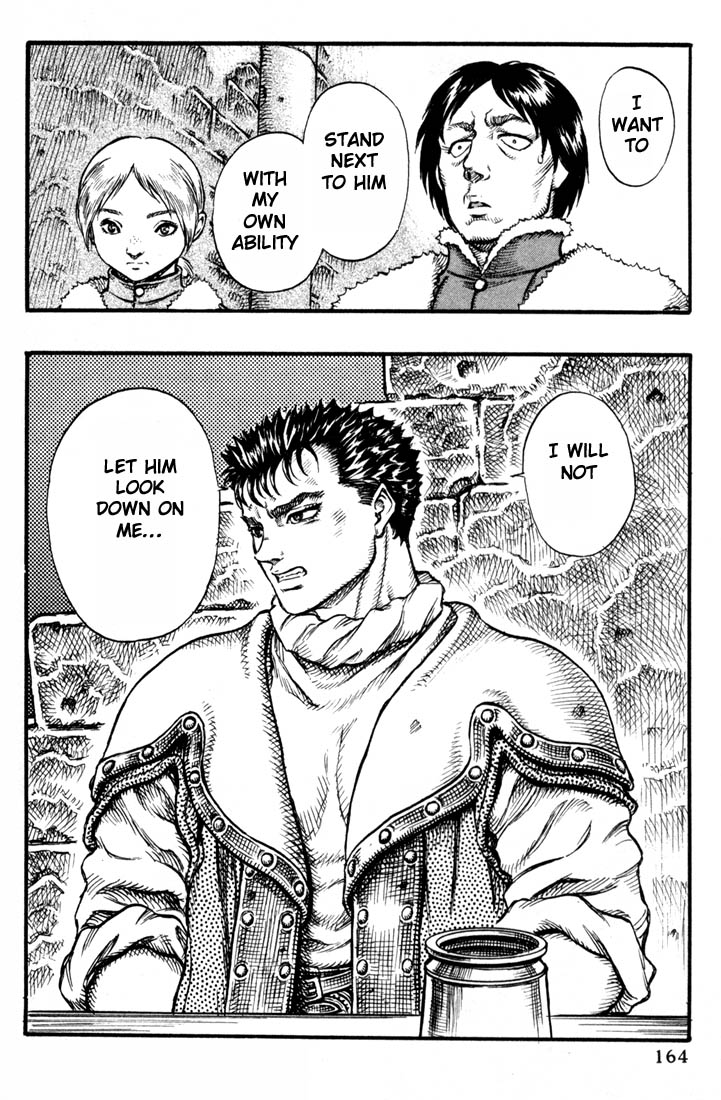 I
WANT
TO
STAND
NEXT
TO HIM
WITH
MY
OWN
ABILITY
I WILL
NOT
LET HIM
LOOK
DOWN ON
ME...
164